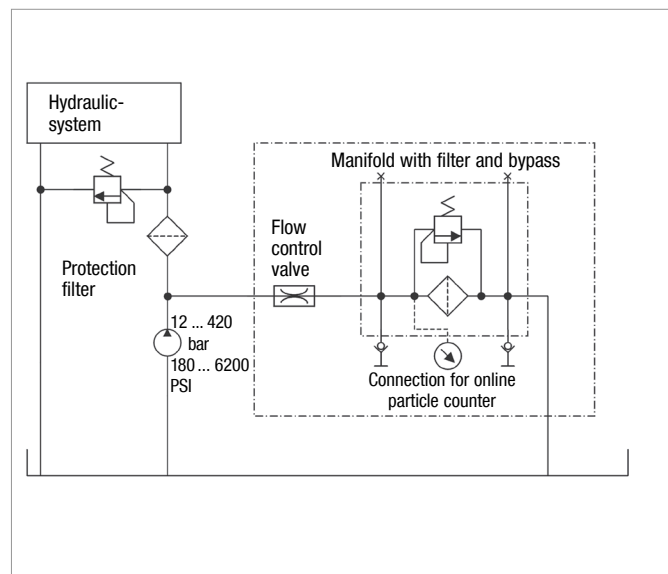 Hydraulic-
system
Manifold with filter and bypass
Flow
control
valve
Protection
filter
12 ... 420
bar
180 ... 6200
PSI
Connection for online
particle counter